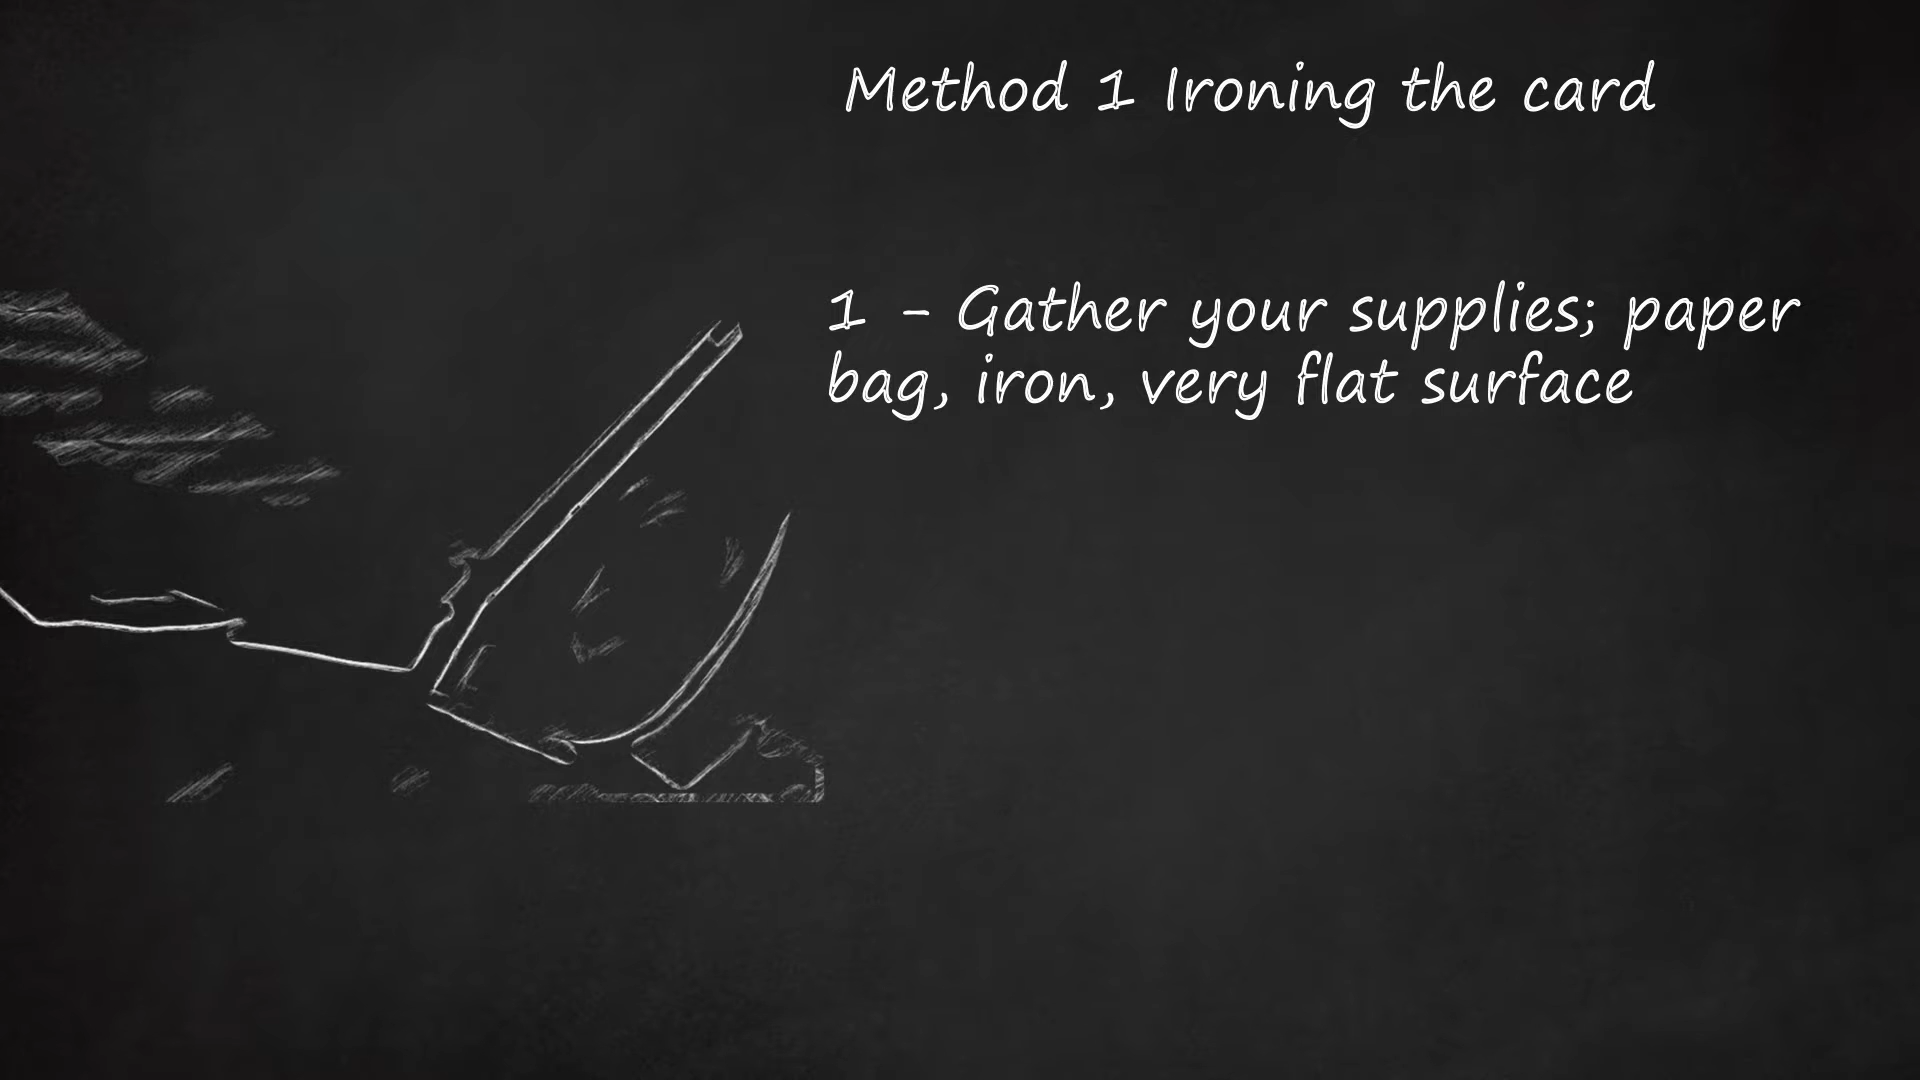 Method 1 Ironing the card
1 - Gather your supplies; paper
bag, iron, very flat surface